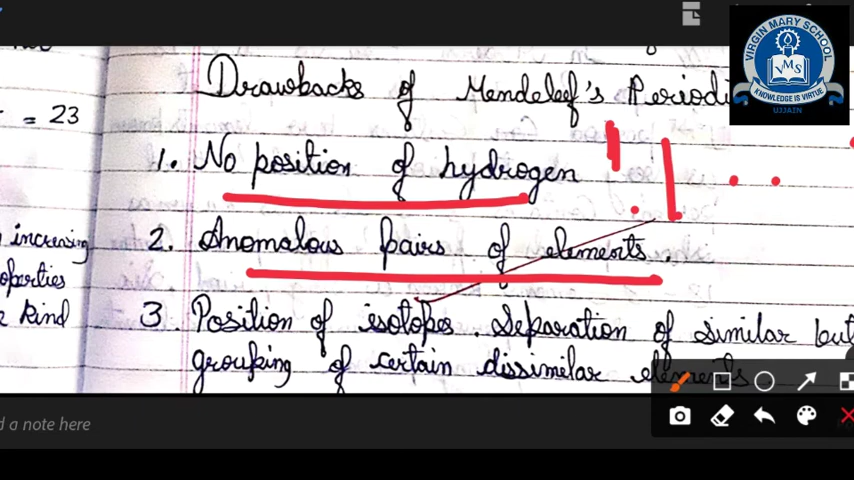 VIRGIN MARY SCHOOL
VMS
KNOWLEDGE IS VIRTUE
UJJAIN
Drawbacks of Mendeleef's Periodi
= 23
1. No position of hydrogen
increasing
2. Anomalous pairs of elements.
operties
kind
3. Position of isotopes. Separation of similar but
grouping of certain dissimilar elements.
d a note here